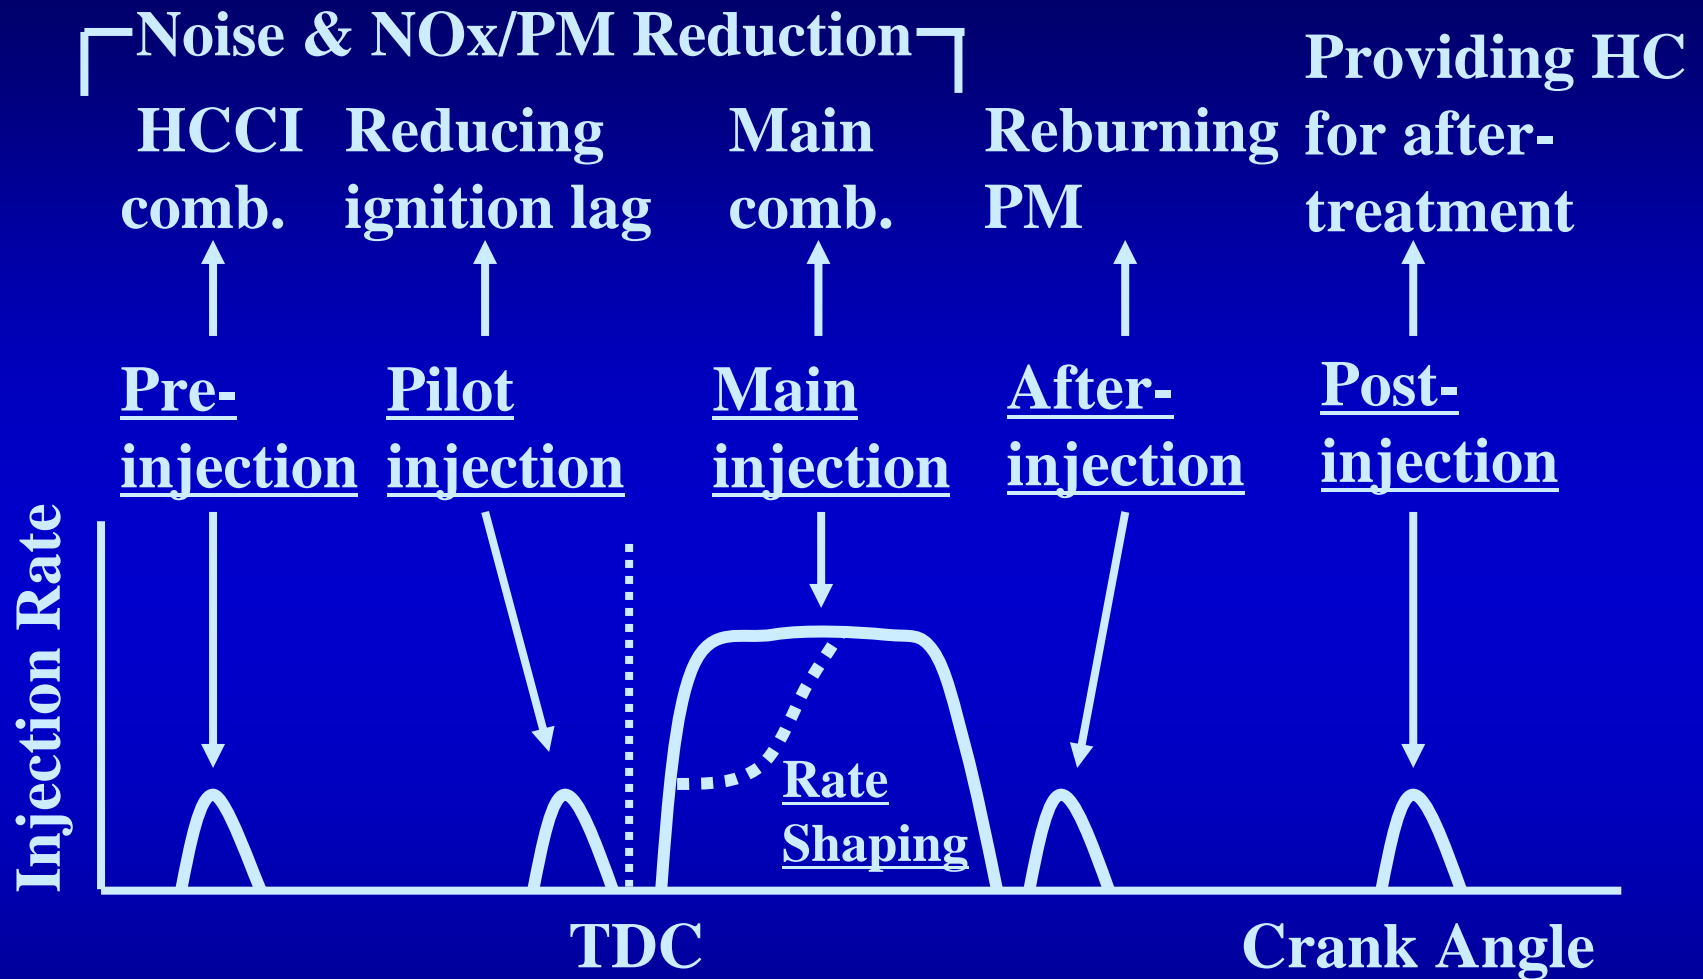 Noise & NOx/PM Reduction
HCCI
comb.
Reducing
ignition lag
Main
comb.
Reburning
PM
Providing HC
for after-
treatment
Pre-
injection
Pilot
injection
Main
injection
After-
injection
Post-
injection
Injection Rate
Rate
Shaping
TDC
Crank Angle